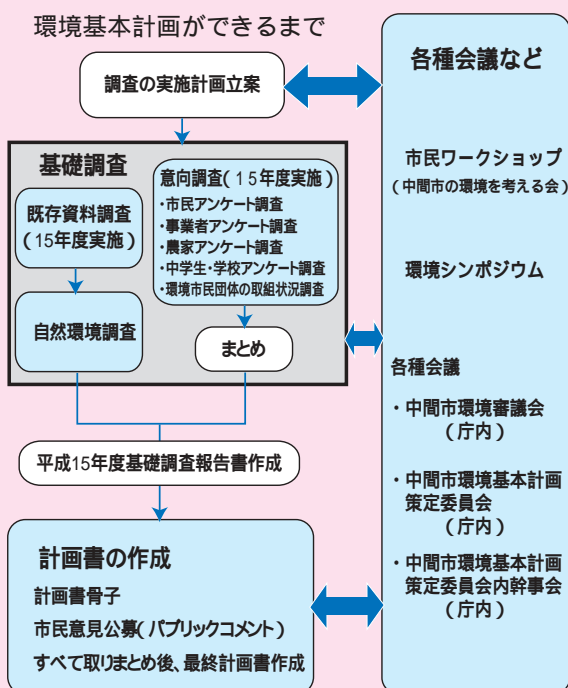 環境基本計画ができるまで
調査の実施計画立案
基礎調査
既存資料調査
(15年度実施)
自然環境調査
意向調査(15年度実施)
・市民アンケート調査
・事業者アンケート調査
・農家アンケート調査
・中学生・学校アンケート調査
・環境市民団体の取組状況調査
まとめ
平成15年度基礎調査報告書作成
計画書の作成
計画書骨子
市民意見公募(パブリックコメント)
すべて取りまとめ後、最終計画書作成
各種会議など
市民ワークショップ
(中間市の環境を考える会)
環境シンポジウム
各種会議
・中間市環境審議会
(庁内)
・中間市環境基本計画
策定委員会
(庁内)
・中間市環境基本計画
策定委員会内幹事会
(庁内)